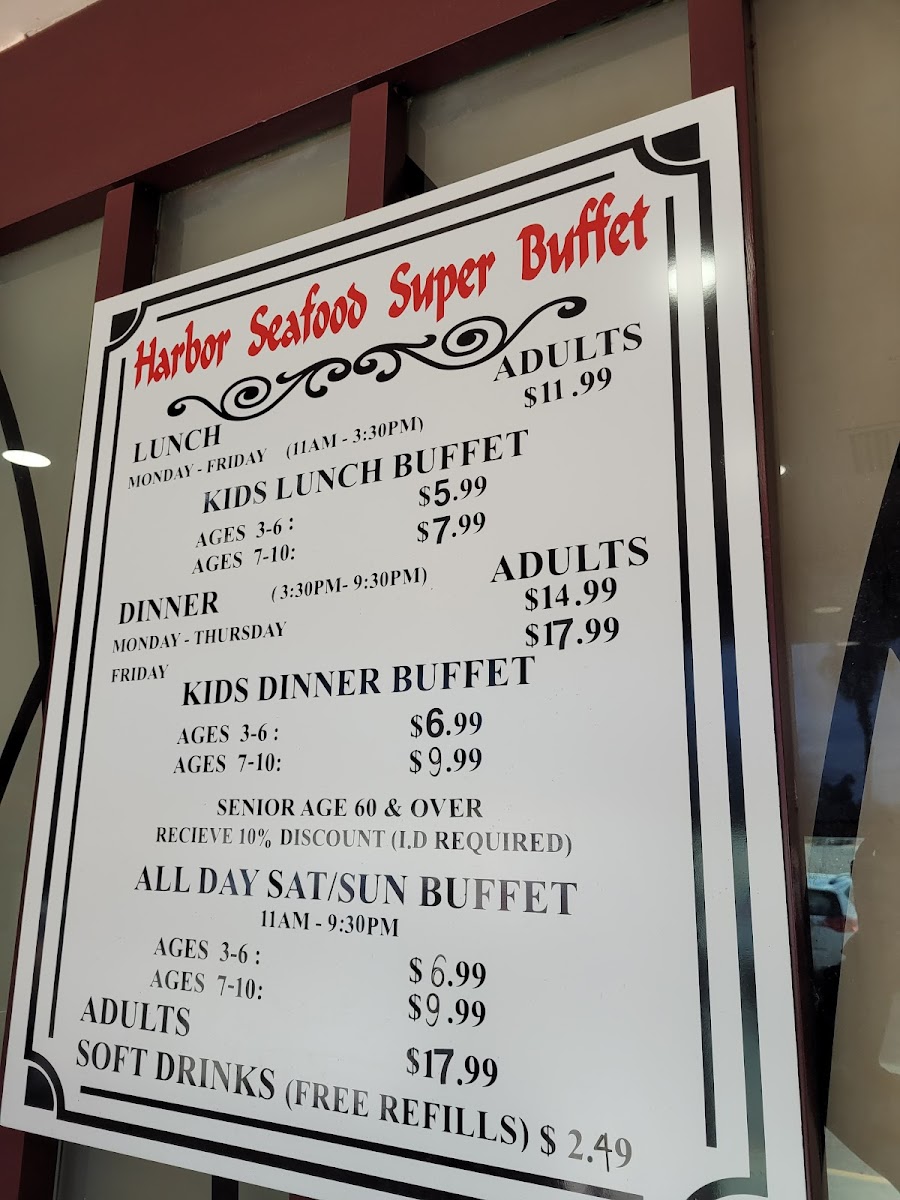 Harbor Seafood Super Buffet
ADULTS
LUNCH $11.99
MONDAY - FRIDAY (11AM - 3:30PM)
KIDS LUNCH BUFFET
AGES 3-6 : $5.99
AGES 7-10: $7.99
DINNER (3:30PM- 9:30PM) ADULTS
MONDAY - THURSDAY $14.99
FRIDAY $17.99
KIDS DINNER BUFFET
AGES 3-6 : $6.99
AGES 7-10: $9.99
SENIOR AGE 60 & OVER
RECIEVE 10% DISCOUNT (I.D REQUIRED)
ALL DAY SAT/SUN BUFFET
11AM - 9:30PM
AGES 3-6 : $6.99
AGES 7-10: $9.99
ADULTS $17.99
SOFT DRINKS (FREE REFILLS) $ 2.49